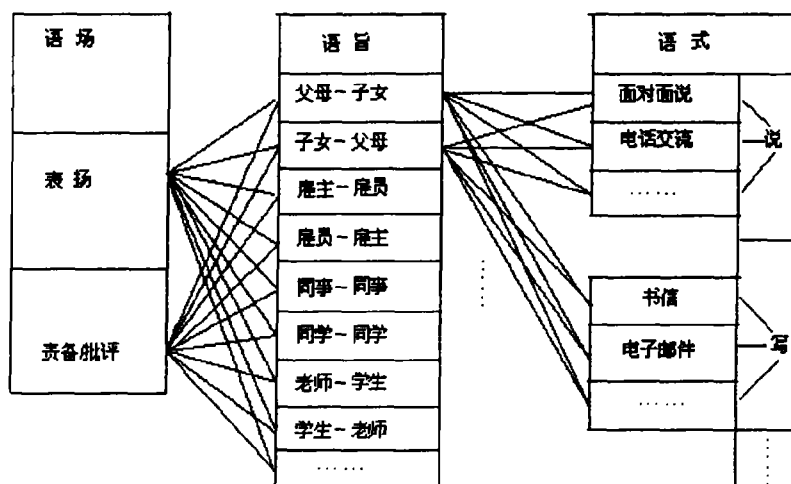 语场
表扬
责备批评
语旨
父母~子女
子女~父母
雇主~雇员
雇员~雇主
同事~同事
同学~同学
老师~学生
学生~老师
……
语式
面对面说
电话交流
……
说
书信
电子邮件
……
写